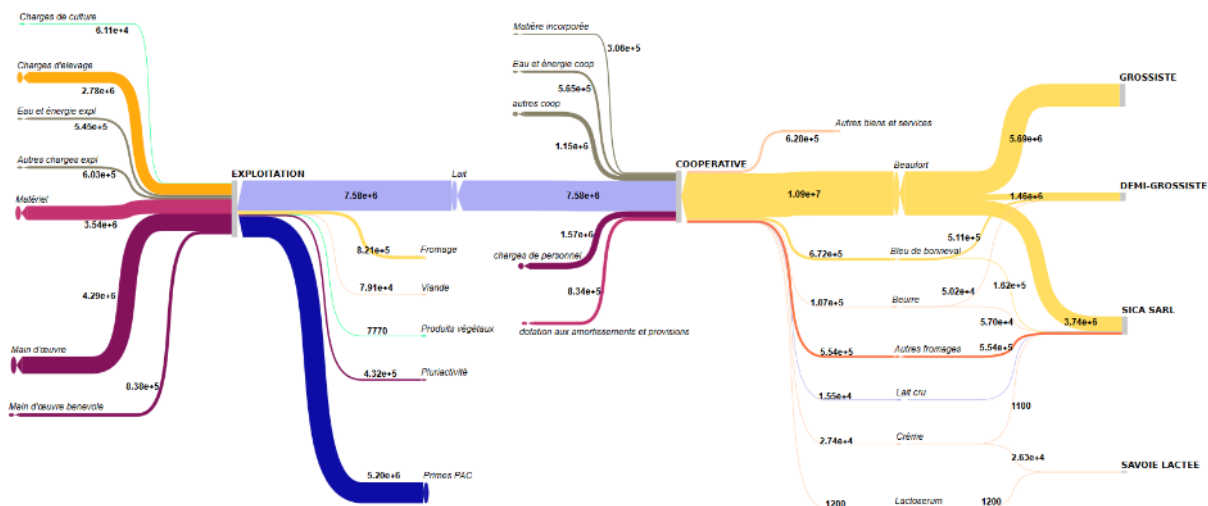 Charges de culture
6.11e+4
Charges d'elevage
2.78e+6
Eau et énergie expl
5.45e+5
Autres charges expl
6.03e+5
Matériel
3.54e+6
4.29e+6
Main d'œuvre
8.38e+5
Main d'œuvre benevole
EXPLOITATION
7.58e+6
Lait
7.58e+6
8.21e+5
Fromage
7.91e+4
Viande
7770
Produits végétaux
4.32e+5
Pluriactivité
5.20e+6
Primes PAC
Matière incorporée
3.06e+5
Eau et énergie coop
5.65e+5
autres coop
1.15e+6
COOPERATIVE
1.57e+6
charges de personnel
8.34e+5
dotation aux amortissements et provisions
Autres biens et services
6.28e+5
Beaufort
1.09e+7
6.72e+5
Bleu de bonneval
5.11e+5
1.07e+5
Beurre
5.02e+4
1.62e+5
5.70e+4
5.54e+5
Autres fromages
5.54e+5
1.55e+4
Lait cru
1100
2.74e+4
Crème
2.63e+4
1200
Lactoserum
1200
GROSSISTE
5.69e+6
DEMI-GROSSISTE
1.46e+6
SICA SARL
3.74e+6
SAVOIE LACTEE